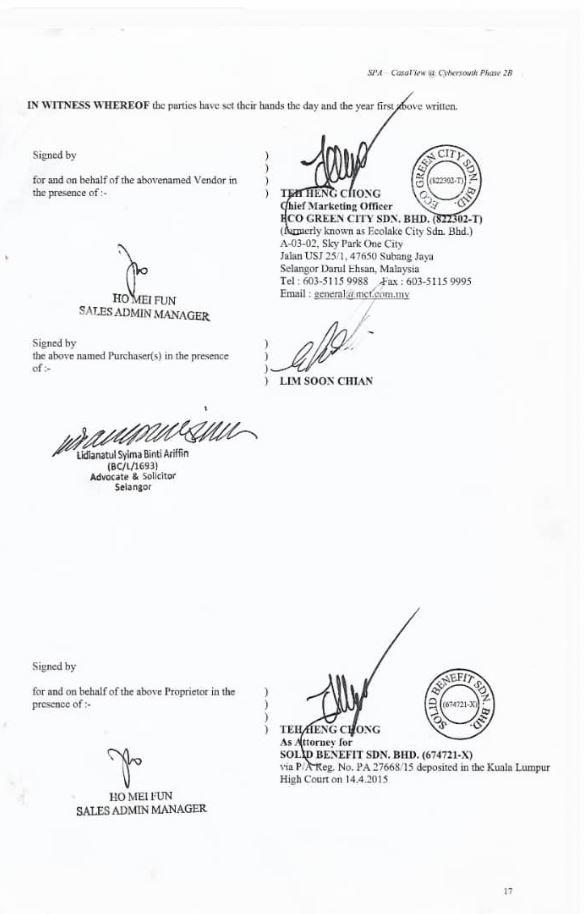 SPA – CasaView @ Cybersouth Phase 2B
IN WITNESS WHEREOF the parties have set their hands the day and the year first above written.
Signed by )
for and on behalf of the abovenamed Vendor in )
the presence of :- )
TEH HENG CHONG
Chief Marketing Officer
ECO GREEN CITY SDN. BHD. (822302-T)
(formerly known as Ecolake City Sdn. Bhd.)
A-03-02, Sky Park One City
Jalan USJ 25/1, 47650 Subang Jaya
Selangor Darul Ehsan, Malaysia
Tel : 603-5115 9988 Fax : 603-5115 9995
Email : general@mct.com.my
ECO GREEN CITY SDN. BHD.
(822302-T)
HO MEI FUN
SALES ADMIN MANAGER
Signed by )
the above named Purchaser(s) in the presence )
of :- )
) LIM SOON CHIAN
Lidianatul Syima Binti Ariffin
(BC/L/1693)
Advocate & Solicitor
Selangor
Signed by
for and on behalf of the above Proprietor in the )
presence of :- )
)
) TEH HENG CHONG
As Attorney for
SOLID BENEFIT SDN. BHD. (674721-X)
via P/A Reg. No. PA 27668/15 deposited in the Kuala Lumpur
High Court on 14.4.2015
SOLID BENEFIT SDN. BHD.
(674721-X)
HO MEI FUN
SALES ADMIN MANAGER
17